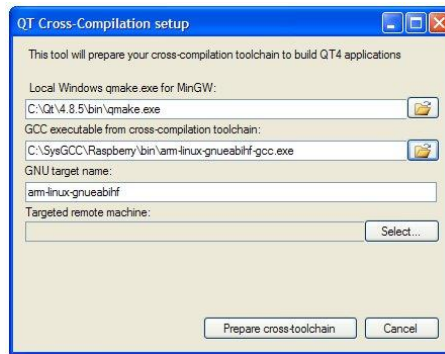 QT Cross-Compilation setup
This tool will prepare your cross-compilation toolchain to build QT4 applications
Local Windows qmake.exe for MinGW:
C:\Qt\4.8.5\bin\qmake.exe
GCC executable from cross-compilation toolchain:
C:\SysGCC\Raspberry\bin\arm-linux-gnueabihf-gcc.exe
GNU target name:
arm-linux-gnueabihf
Targeted remote machine:
Select...
Prepare cross-toolchain Cancel